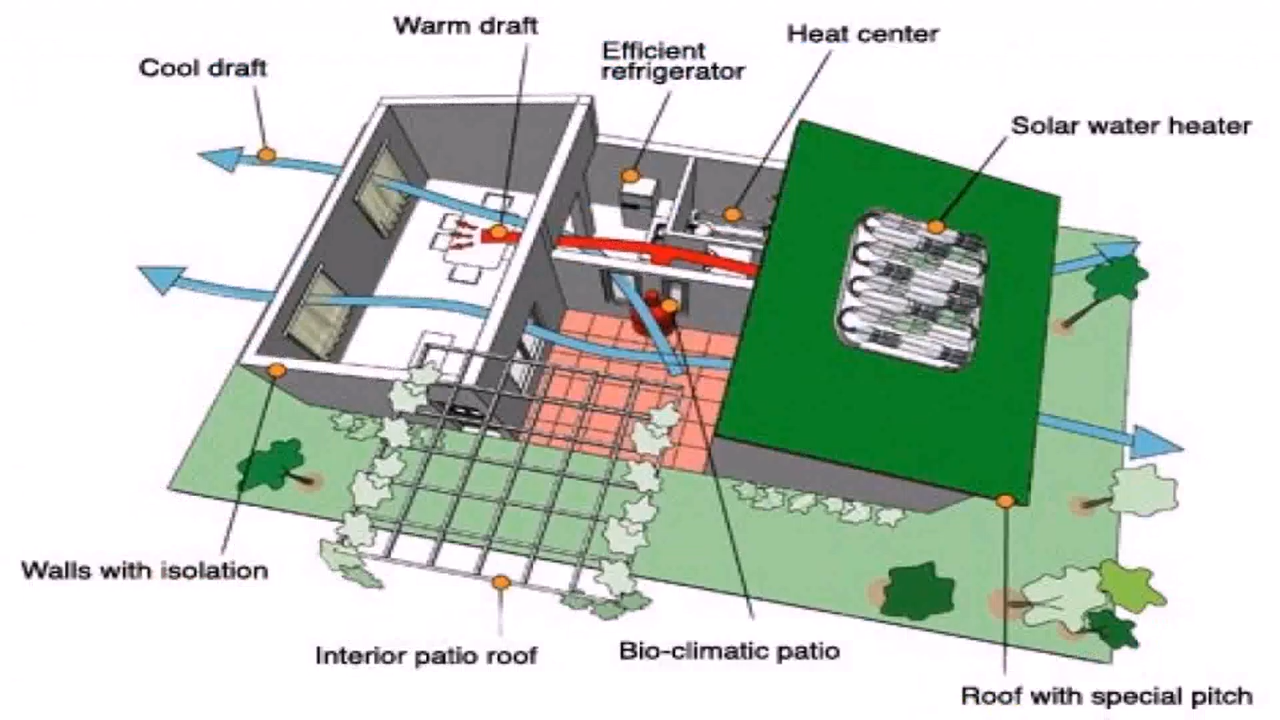 Warm draft
Heat center
Efficient
refrigerator
Cool draft
Solar water heater
Walls with isolation
Interior patio roof
Bio-climatic patio
Roof with special pitch